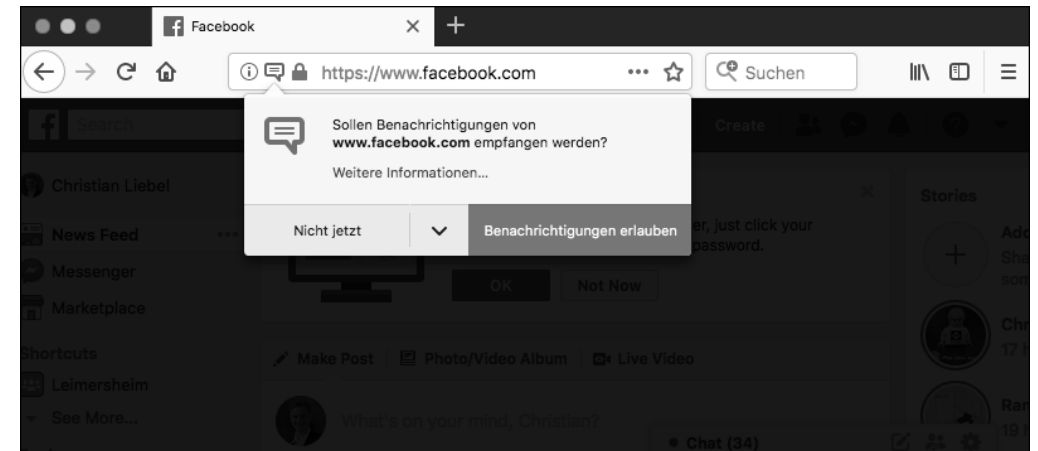 Facebook
https://www.facebook.com
Suchen
Search
Create
Sollen Benachrichtigungen von
www.facebook.com empfangen werden?
Weitere Informationen...
Nicht jetzt
Benachrichtigungen erlauben
Christian Liebel
News Feed
Messenger
Marketplace
Shortcuts
Leimersheim
See More...
er, just click your
password.
OK
Not Now
Make Post
Photo/Video Album
Live Video
What's on your mind, Christian?
Stories
Chat (34)